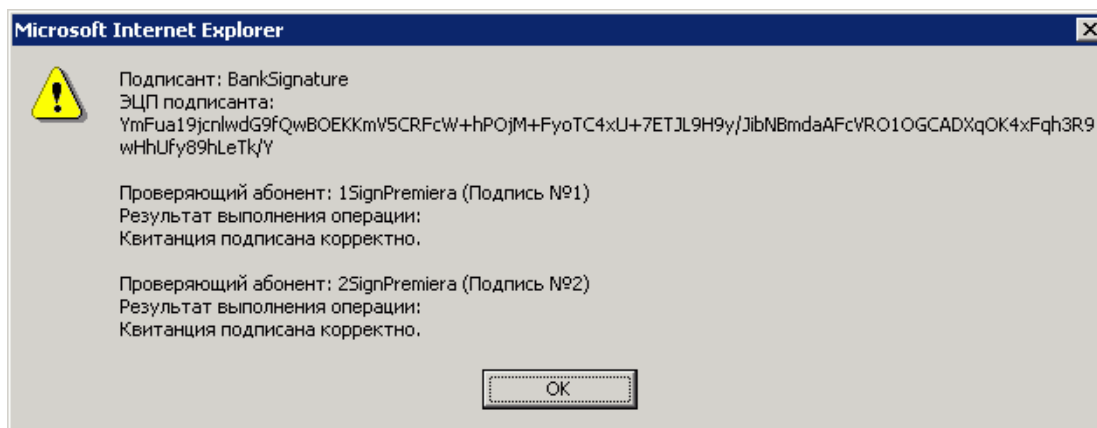 Microsoft Internet Explorer
Подписант: BankSignature
ЭЦП подписанта:
YmFua19jcnlwdG9fQwBOEKKmV5CRFcW+hPOjM+FyoTC4xU+7ETJL9H9y/JibNBmdaAFcVRO1OGCADXqOK4xFqh3R9
wHhUfy89hLeTk/Y
Проверяющий абонент: 1SignPremiera (Подпись №1)
Результат выполнения операции:
Квитанция подписана корректно.
Проверяющий абонент: 2SignPremiera (Подпись №2)
Результат выполнения операции:
Квитанция подписана корректно.
OK